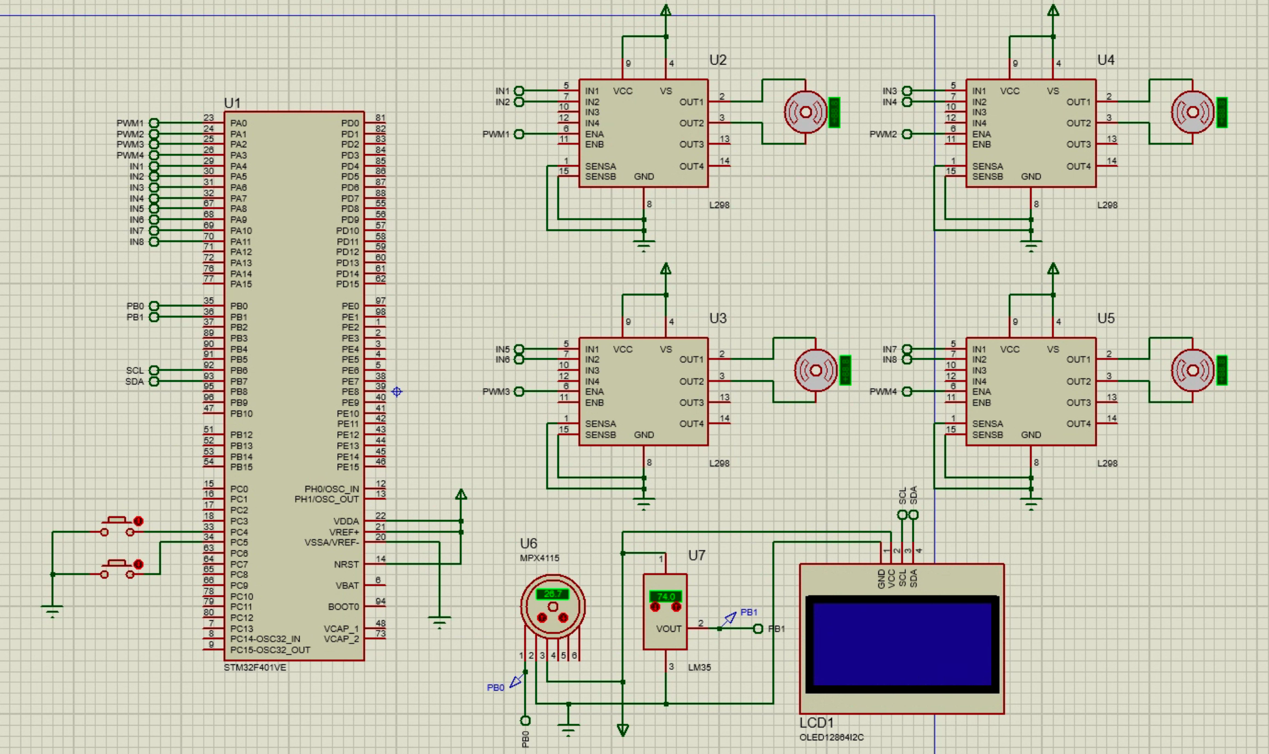 U1
PWM1 23 PA0 PD0 81
PWM2 24 PA1 PD1 82
PWM3 25 PA2 PD2 83
PWM4 26 PA3 PD3 84
IN1 29 PA4 PD4 85
IN2 30 PA5 PD5 86
IN3 31 PA6 PD6 87
IN4 32 PA7 PD7 88
IN5 67 PA8 PD8 55
IN6 68 PA9 PD9 56
IN7 69 PA10 PD10 57
IN8 70 PA11 PD11 58
71 PA12 PD12 59
72 PA13 PD13 60
76 PA14 PD14 61
77 PA15 PD15 62
PB0 35 PB0 PE0 97
PB1 36 PB1 PE1 98
37 PB2 PE2 1
89 PB3 PE3 2
90 PB4 PE4 3
91 PB5 PE5 4
SCL 92 PB6 PE6 5
SDA 93 PB7 PE7 38
95 PB8 PE8 39
96 PB9 PE9 40
47 PB10 PE10 41
PE11 42
51 PB12 PE12 43
52 PB13 PE13 44
53 PB14 PE14 45
54 PB15 PE15 46
15 PC0 PH0/OSC_IN 12
16 PC1 PH1/OSC_OUT 13
17 PC2
18 PC3 VDDA 22
33 PC4 VREF+ 21
34 PC5 VSSA/VREF- 20
63 PC6
64 PC7 NRST 14
65 PC8
66 PC9 VBAT 6
78 PC10
79 PC11 BOOT0 94
80 PC12
7 PC13 VCAP_1 48
8 PC14-OSC32_IN VCAP_2 73
9 PC15-OSC32_OUT
STM32F401VE
U2
9 4
VCC VS
IN1 5 IN1
IN2 7 IN2 OUT1 2
10 IN3
12 IN4 OUT2 3
PWM1 6 ENA
11 ENB OUT3 13
1 SENSA OUT4 14
15 SENSB GND
8
L298
U4
9 4
VCC VS
IN3 5 IN1
IN4 7 IN2 OUT1 2
10 IN3
12 IN4 OUT2 3
PWM2 6 ENA
11 ENB OUT3 13
1 SENSA OUT4 14
15 SENSB GND
8
L298
U3
9 4
VCC VS
IN5 5 IN1
IN6 7 IN2 OUT1 2
10 IN3
12 IN4 OUT2 3
PWM3 6 ENA
11 ENB OUT3 13
1 SENSA OUT4 14
15 SENSB GND
8
L298
U5
9 4
VCC VS
IN7 5 IN1
IN8 7 IN2 OUT1 2
10 IN3
12 IN4 OUT2 3
PWM4 6 ENA
11 ENB OUT3 13
1 SENSA OUT4 14
15 SENSB GND
8
L298
U6
MPX4115
1 2 3 4 5 6
PB0
PB0
U7
1
74.0
VOUT 2
PB1
PB1
3
LM35
SCL
SDA
1 2 3 4
GND
VCC
SCL
SDA
LCD1
OLED12864I2C